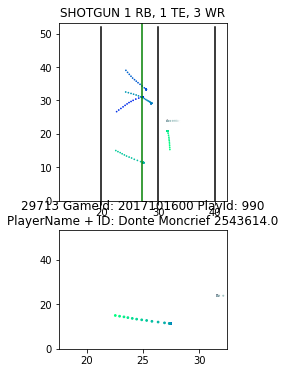 SHOTGUN 1 RB, 1 TE, 3 WR
50
40
30
20
10
0
20 30 40
29713 GameId: 2017101600 PlayId: 990
PlayerName + ID: Donte Moncrief 2543614.0
40
20
0
20 25 30